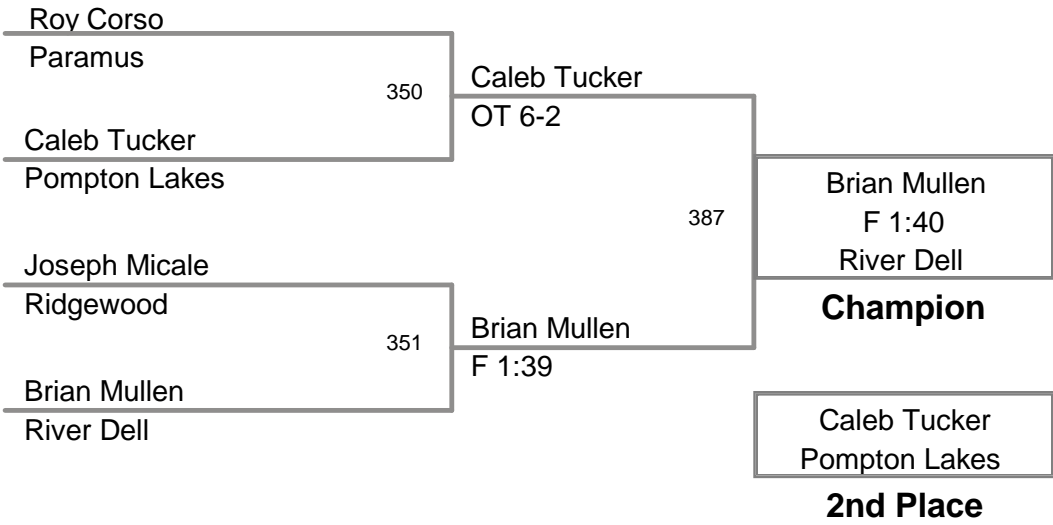 Roy Corso
Paramus
350
Caleb Tucker
OT 6-2
Caleb Tucker
Pompton Lakes
387
Brian Mullen
F 1:40
River Dell
Champion
Joseph Micale
Ridgewood
351
Brian Mullen
F 1:39
Brian Mullen
River Dell
Caleb Tucker
Pompton Lakes
2nd Place